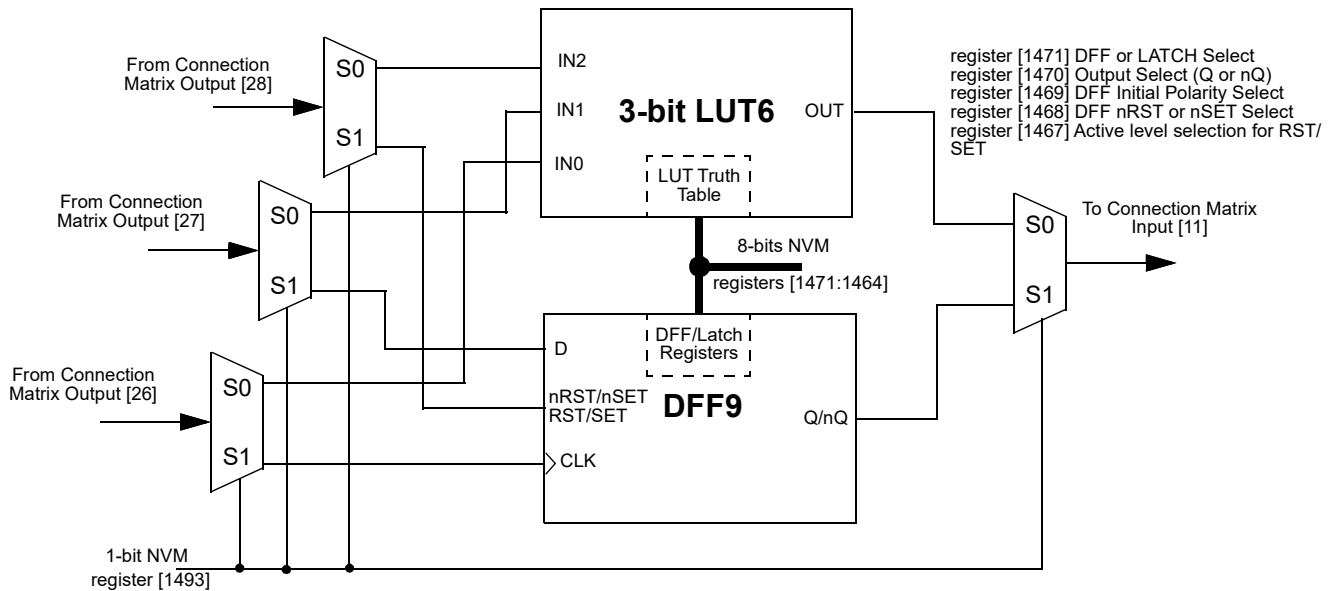 From Connection
Matrix Output [28]
S0
S1
IN2
IN1
IN0
3-bit LUT6
OUT
LUT Truth
Table
register [1471] DFF or LATCH Select
register [1470] Output Select (Q or nQ)
register [1469] DFF Initial Polarity Select
register [1468] DFF nRST or nSET Select
register [1467] Active level selection for RST/
SET
From Connection
Matrix Output [27]
S0
S1
8-bits NVM
registers [1471:1464]
S0
S1
To Connection Matrix
Input [11]
From Connection
Matrix Output [26]
S0
S1
D
nRST/nSET
RST/SET
CLK
DFF/Latch
Registers
DFF9
Q/nQ
1-bit NVM
register [1493]